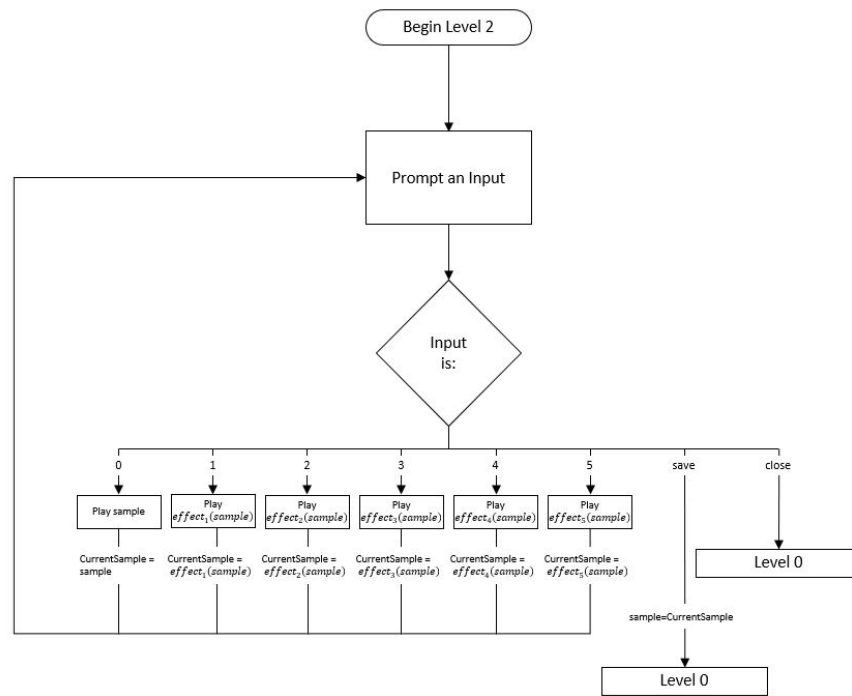 Begin Level 2
Prompt an Input
Input
is:
0
1
2
3
4
5
save
close
Play sample
Play
effect₁(sample)
Play
effect₂(sample)
Play
effect₃(sample)
Play
effect₄(sample)
Play
effect₅(sample)
CurrentSample =
sample
CurrentSample =
effect₁(sample)
CurrentSample =
effect₂(sample)
CurrentSample =
effect₃(sample)
CurrentSample =
effect₄(sample)
CurrentSample =
effect₅(sample)
Level 0
sample=CurrentSample
Level 0